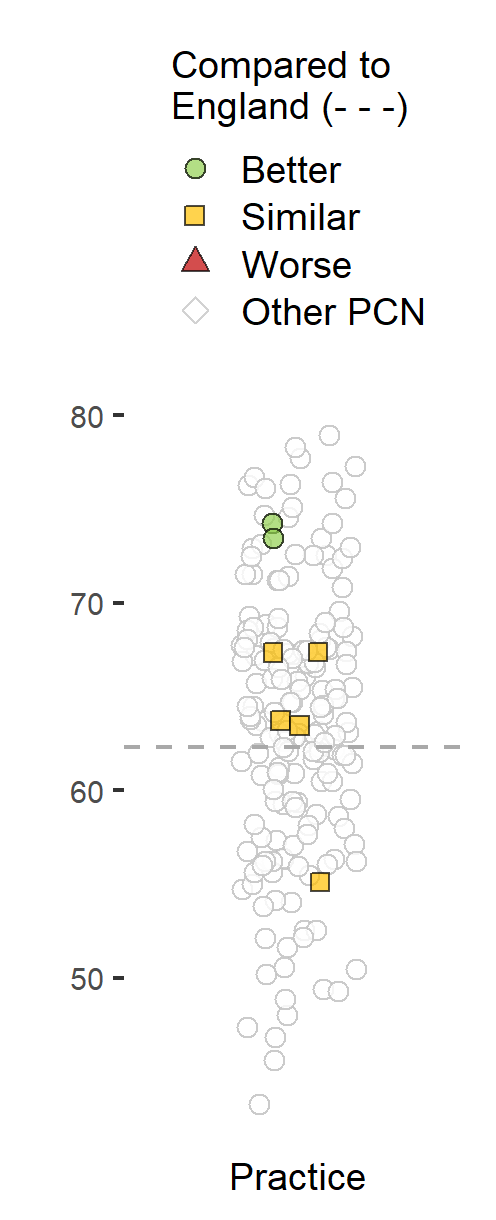 Compared to
England (- - -)
Better
Similar
Worse
Other PCN
80
70
60
50
Practice